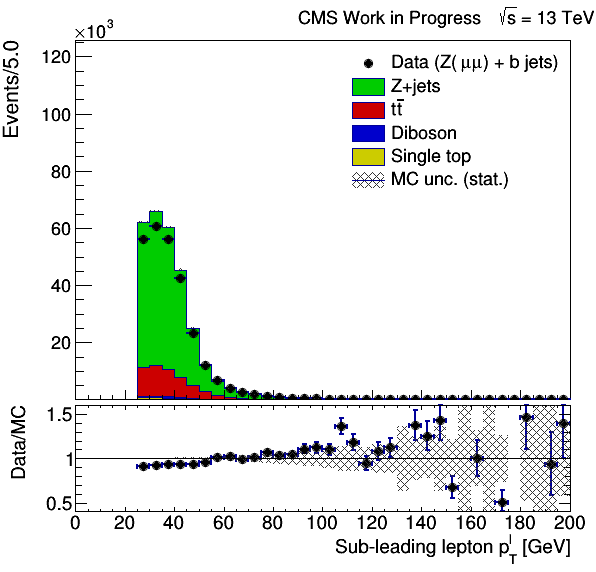 CMS Work in Progress √s = 13 TeV
×10³
Events/5.0
120
100
80
60
40
20
Data (Z(μμ) + b jets)
Z+jets
tt̄
Diboson
Single top
MC unc. (stat.)
Data/MC
1.5
1
0.5
0 20 40 60 80 100 120 140 160 180 200
Sub-leading lepton p_T^l [GeV]